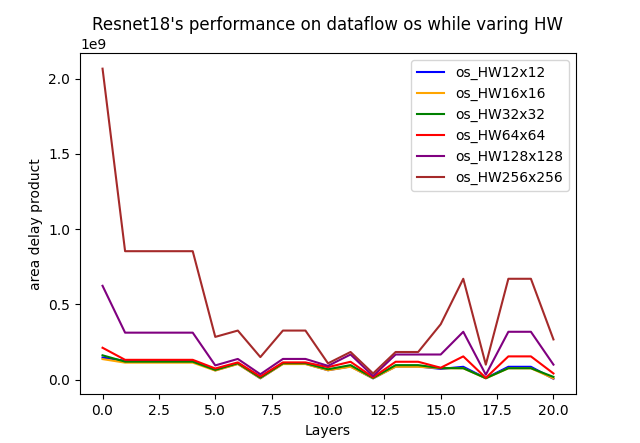 Resnet18's performance on dataflow os while varing HW
1e9
2.0
1.5
1.0
0.5
0.0
area delay product
os_HW12x12
os_HW16x16
os_HW32x32
os_HW64x64
os_HW128x128
os_HW256x256
0.0 2.5 5.0 7.5 10.0 12.5 15.0 17.5 20.0
Layers